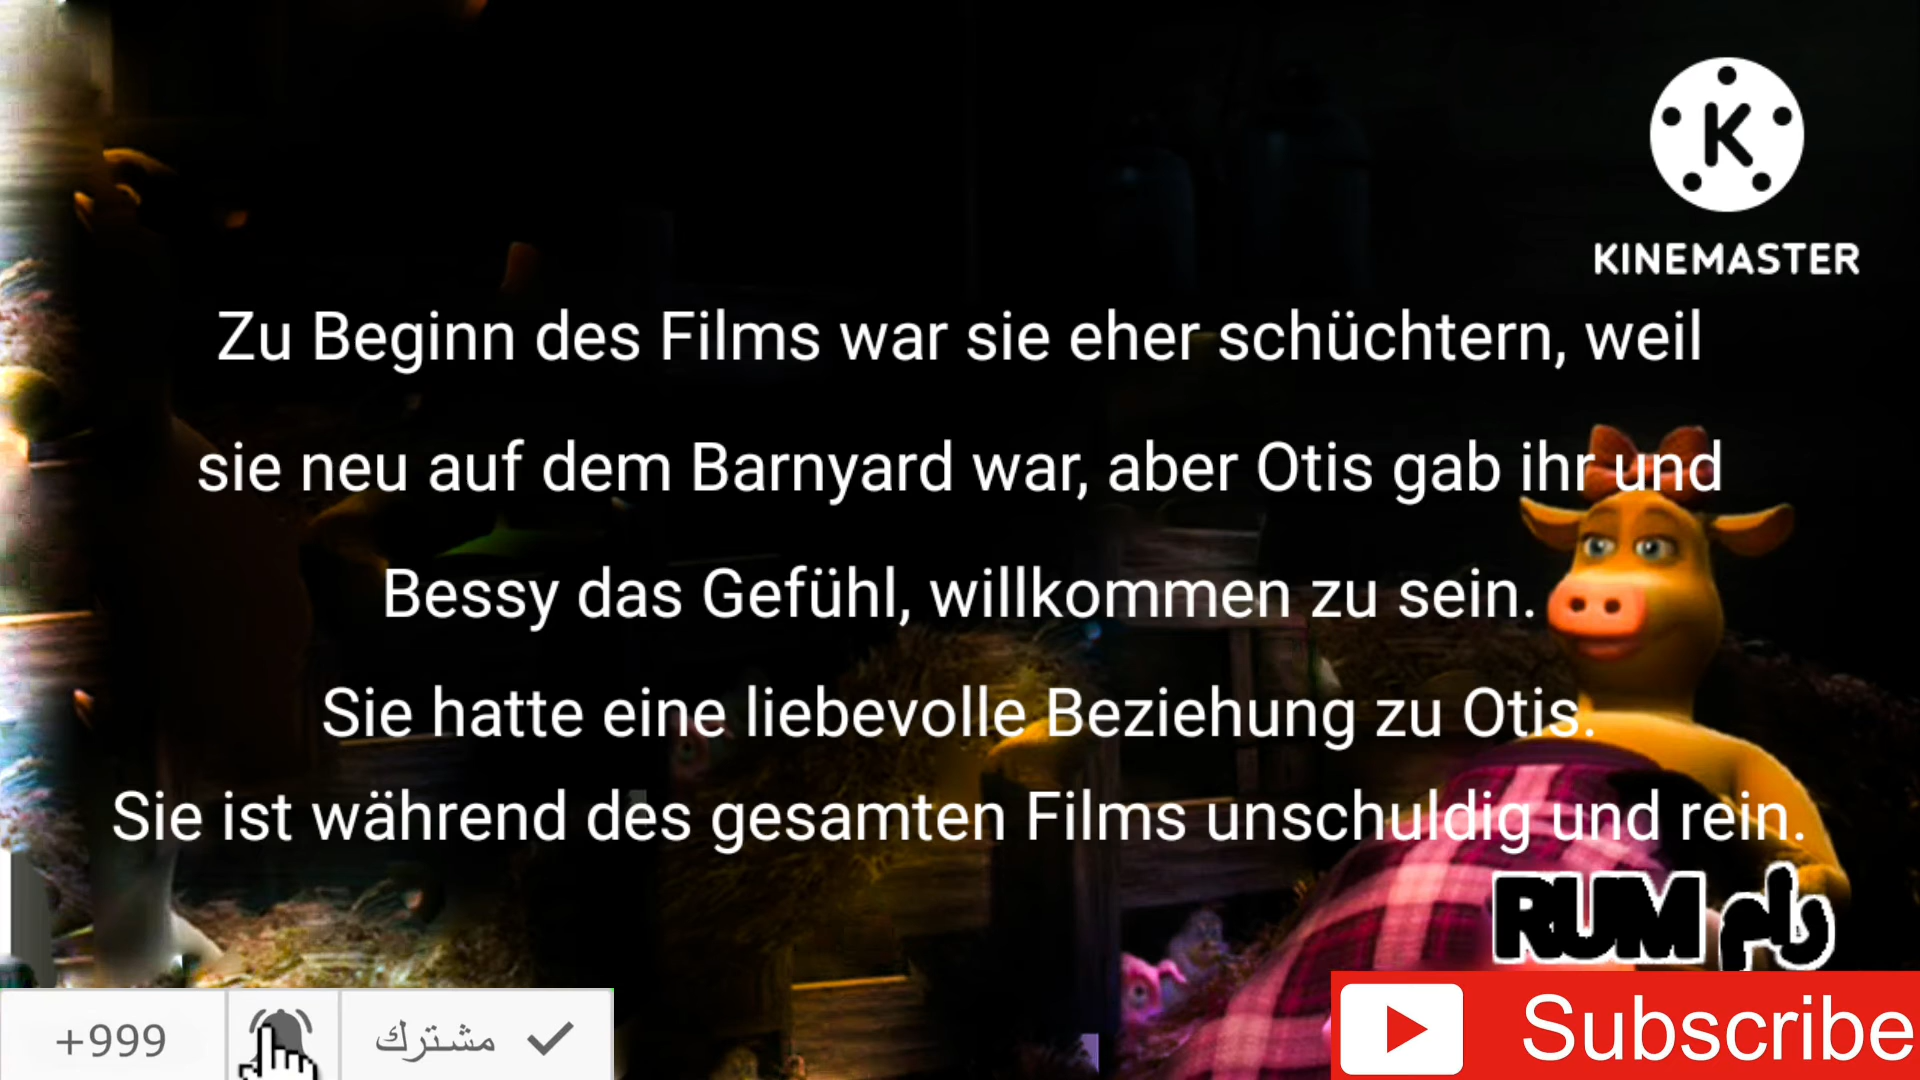 KINEMASTER
Zu Beginn des Films war sie eher schüchtern, weil
sie neu auf dem Barnyard war, aber Otis gab ihr und
Bessy das Gefühl, willkommen zu sein.
Sie hatte eine liebevolle Beziehung zu Otis.
Sie ist während des gesamten Films unschuldig und rein.
RUM رام
+999 مشترك
Subscribe